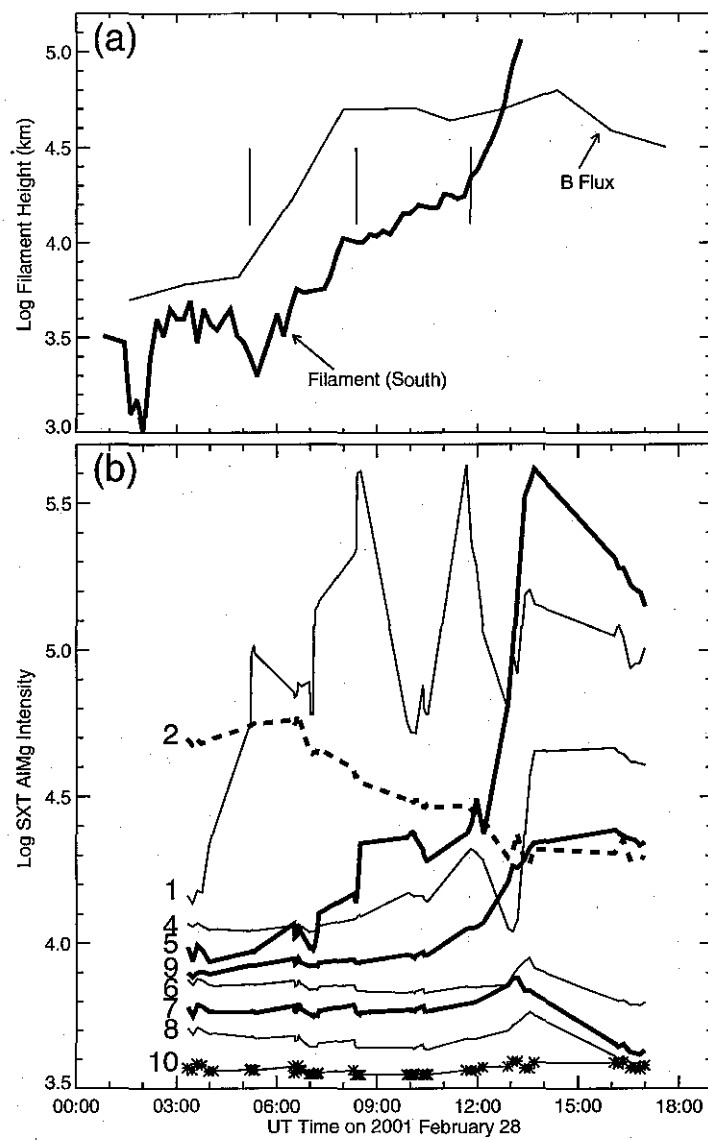 (a)
5.0
4.5
4.0
3.5
3.0
Log Filament Height (km)
B Flux
Filament (South)
(b)
5.5
5.0
4.5
4.0
3.5
Log SXT AlMg Intensity
2
1
4
5
9
6
7
8
10
00:00 03:00 06:00 09:00 12:00 15:00 18:00
UT Time on 2001 February 28